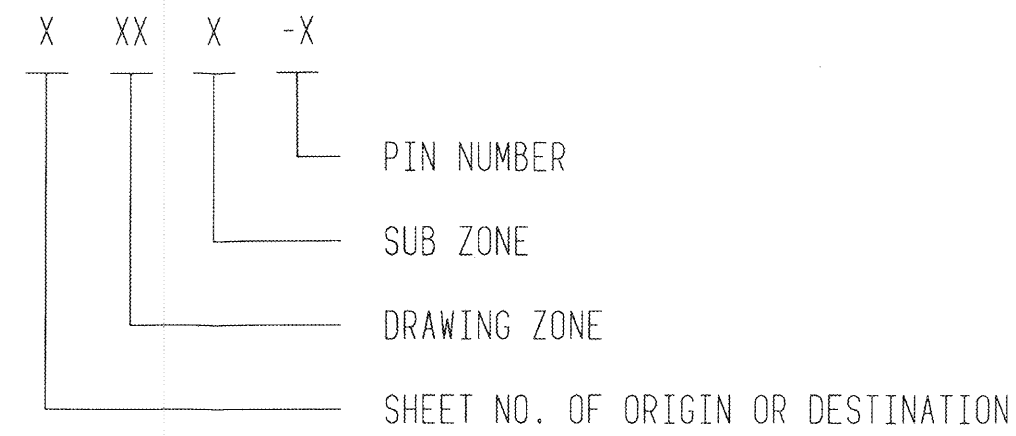 X XX X -X
PIN NUMBER
SUB ZONE
DRAWING ZONE
SHEET NO. OF ORIGIN OR DESTINATION